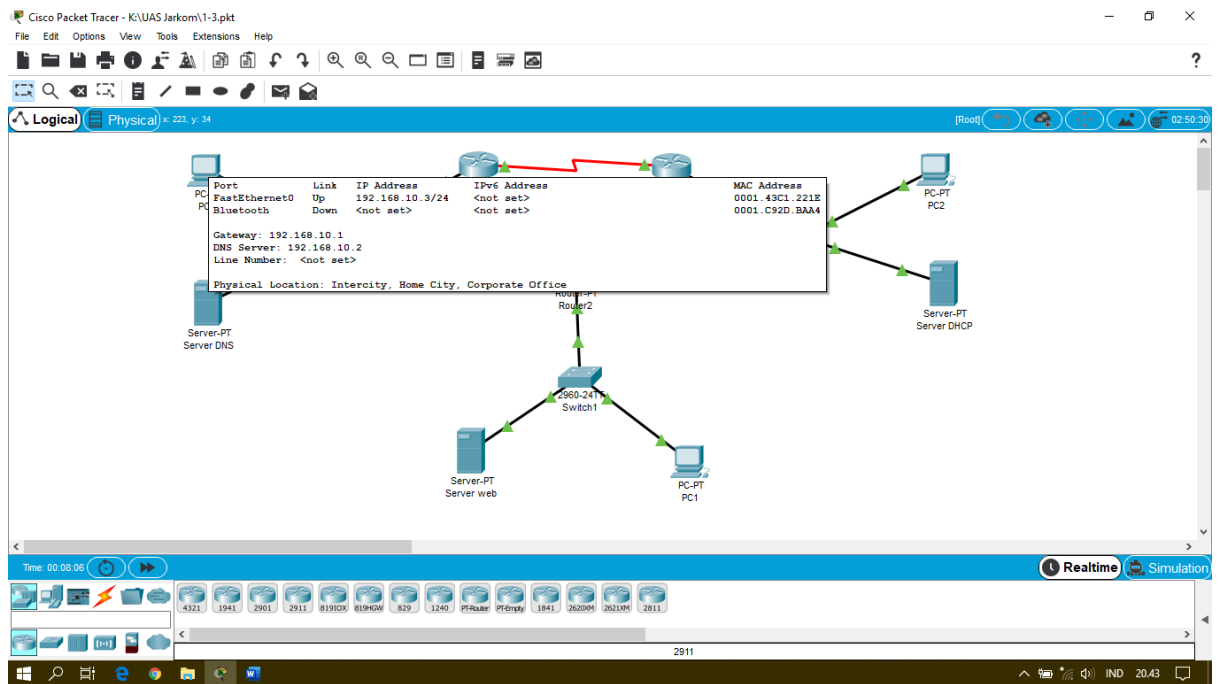 Cisco Packet Tracer - K:\UAS Jarkom\1-3.pkt
File Edit Options View Tools Extensions Help
?
Logical Physical x: 223, y: 34 [Root] 02:50:30
Port Link IP Address IPv6 Address MAC Address
FastEthernet0 Up 192.168.10.3/24 <not set> 0001.43C1.221E
Bluetooth Down <not set> <not set> 0001.C92D.BAA4
Gateway: 192.168.10.1
DNS Server: 192.168.10.2
Line Number: <not set>
Physical Location: Intercity, Home City, Corporate Office
PC-PT
PC2
Router-PT
Router2
Server-PT
Server DHCP
Server-PT
Server DNS
2960-24TT
Switch1
Server-PT
Server web
PC-PT
PC1
Time: 00:08:06 Realtime Simulation
4321 1941 2901 2911 819IOX 819HGW 829 1240 PT-Router PT-Empty 1841 2620XM 2621XM 2811
2911
IND 20.43